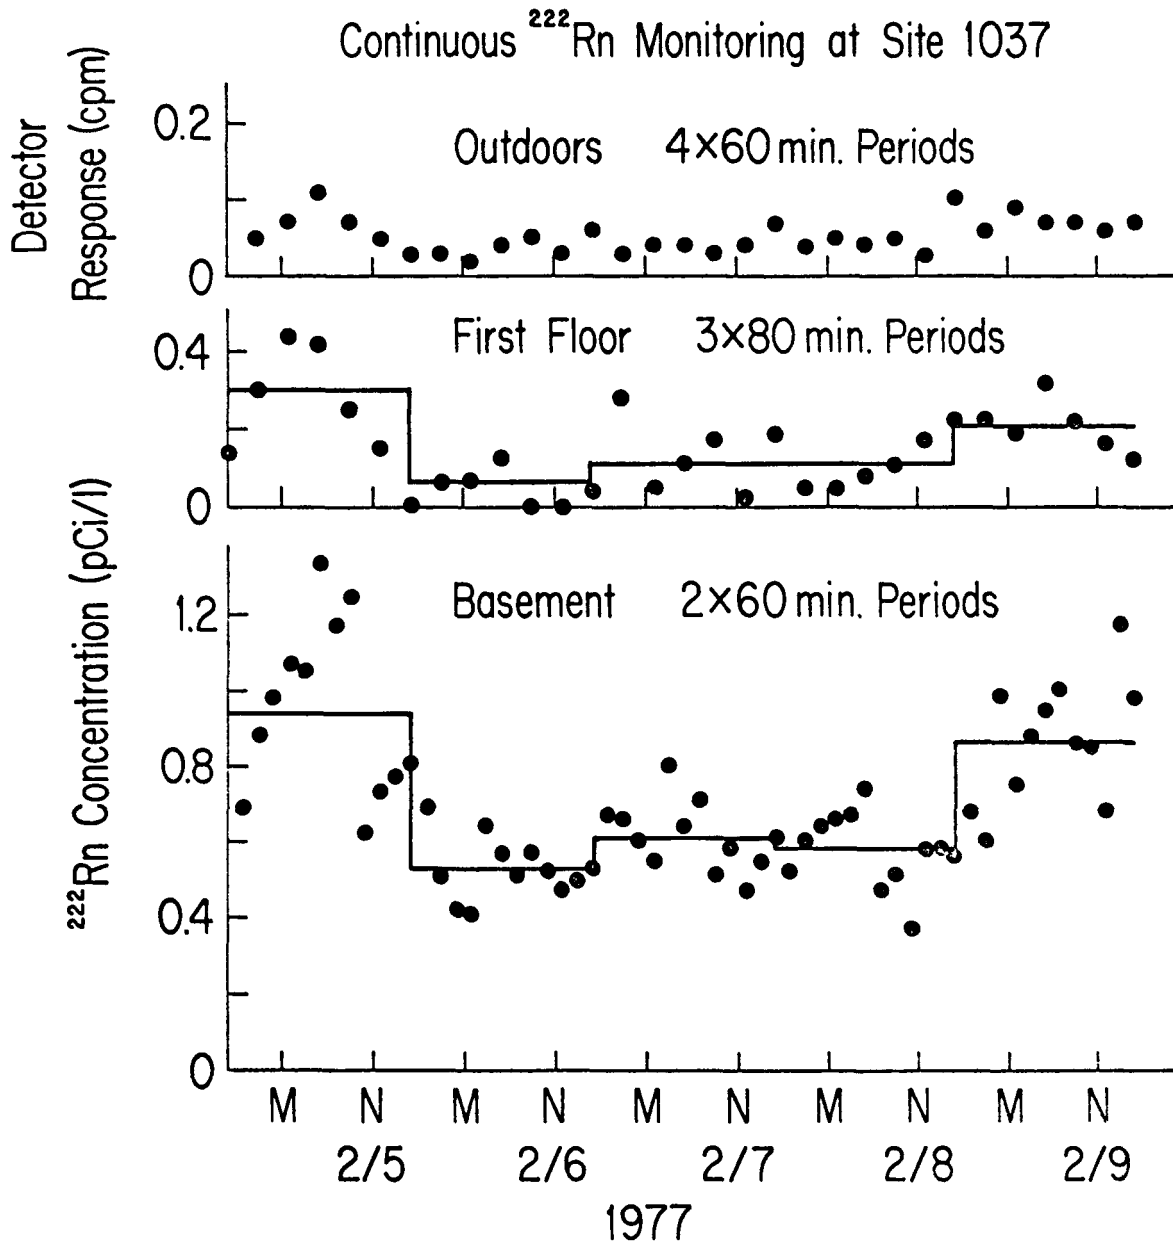 Continuous ²²²Rn Monitoring at Site 1037
Detector
Response (cpm)
0.2
0
Outdoors 4×60 min. Periods
0.4
0
First Floor 3×80 min. Periods
²²²Rn Concentration (pCi/l)
1.2
0.8
0.4
0
Basement 2×60 min. Periods
M N M N M N M N M N
2/5 2/6 2/7 2/8 2/9
1977